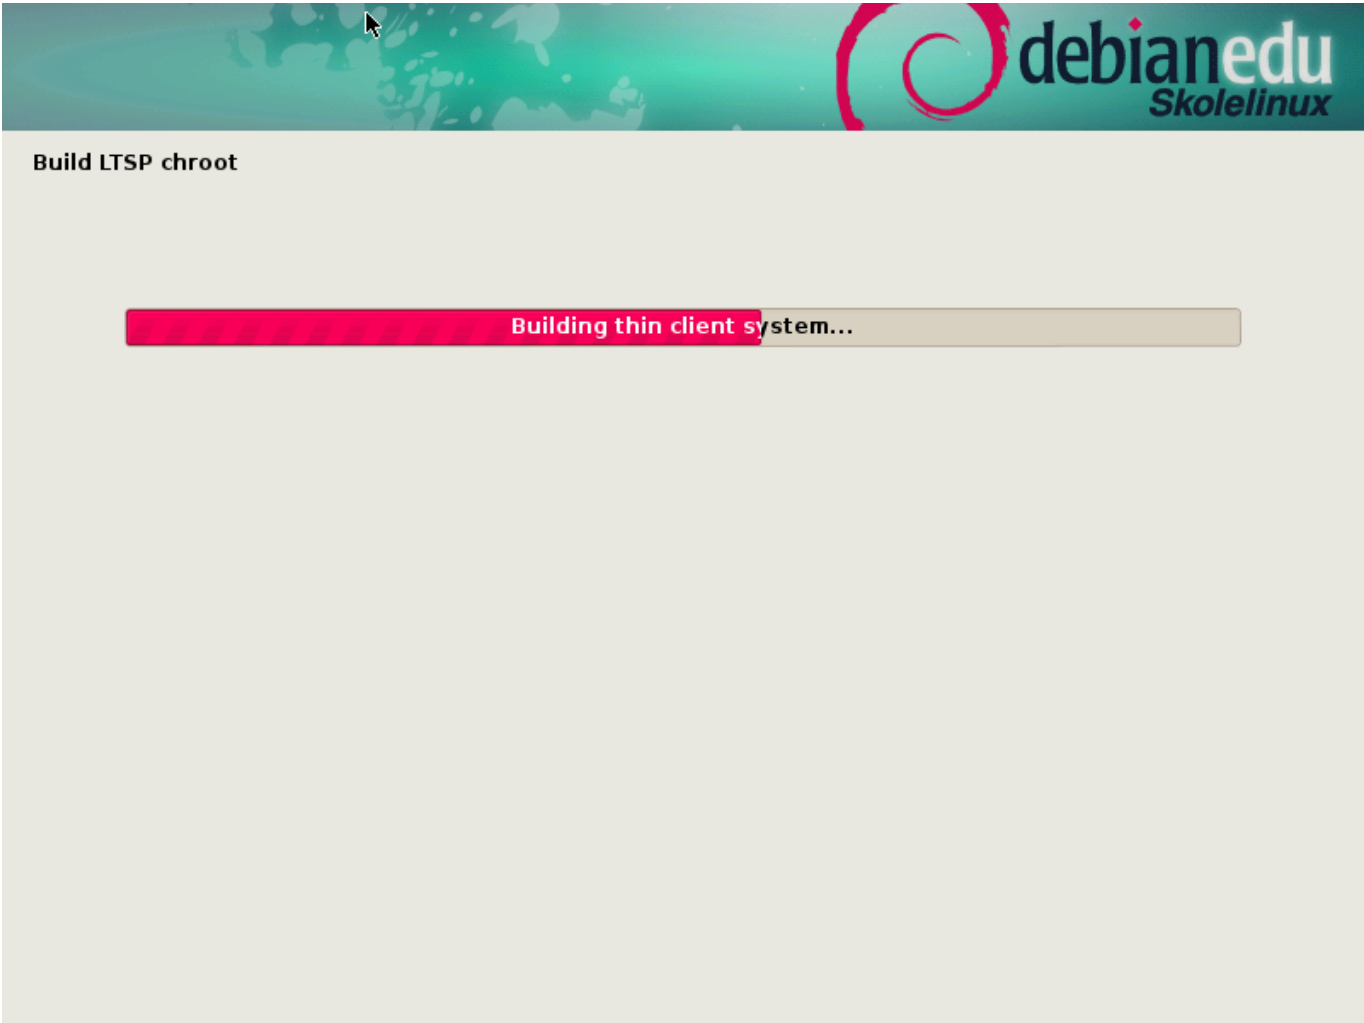 debianedu
Skolelinux
Build LTSP chroot
Building thin client system...